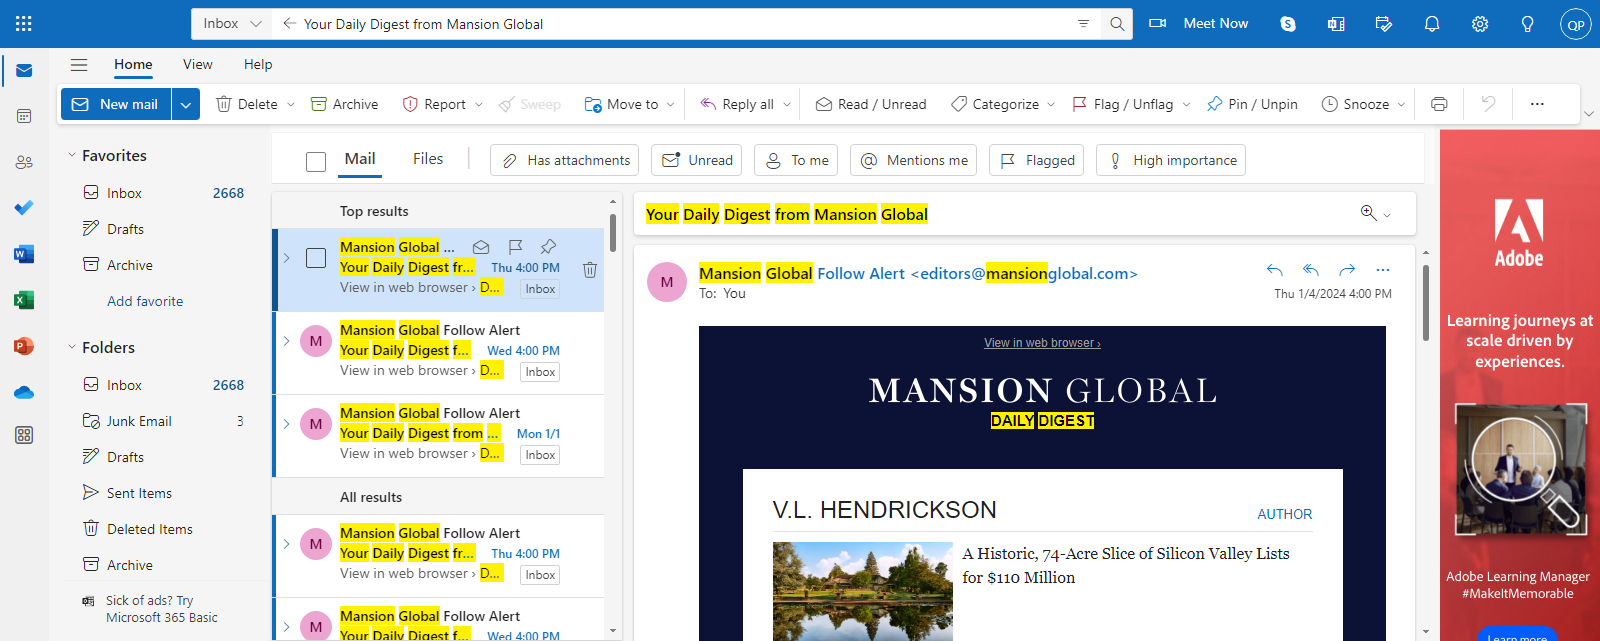 Inbox
Your Daily Digest from Mansion Global
Meet Now
QP
Home
View
Help
New mail
Delete
Archive
Report
Sweep
Move to
Reply all
Read / Unread
Categorize
Flag / Unflag
Pin / Unpin
Snooze
Favorites
Inbox 2668
Drafts
Archive
Add favorite
Folders
Inbox 2668
Junk Email 3
Drafts
Sent Items
Deleted Items
Archive
Sick of ads? Try
Microsoft 365 Basic
Mail
Files
Has attachments
Unread
To me
Mentions me
Flagged
High importance
Top results
Mansion Global ...
Your Daily Digest fr... Thu 4:00 PM
View in web browser › D... Inbox
M
Mansion Global Follow Alert
Your Daily Digest f... Wed 4:00 PM
View in web browser › D... Inbox
M
Mansion Global Follow Alert
Your Daily Digest from ... Mon 1/1
View in web browser › D... Inbox
All results
M
Mansion Global Follow Alert
Your Daily Digest fr... Thu 4:00 PM
View in web browser › D... Inbox
M
Mansion Global Follow Alert
Your Daily Digest f... Wed 4:00 PM
Your Daily Digest from Mansion Global
M
Mansion Global Follow Alert <editors@mansionglobal.com>
To: You
Thu 1/4/2024 4:00 PM
View in web browser ›
MANSION GLOBAL
DAILY DIGEST
V.L. HENDRICKSON
AUTHOR
A Historic, 74-Acre Slice of Silicon Valley Lists
for $110 Million
Adobe
Learning journeys at
scale driven by
experiences.
Adobe Learning Manager
#MakeItMemorable
Learn more